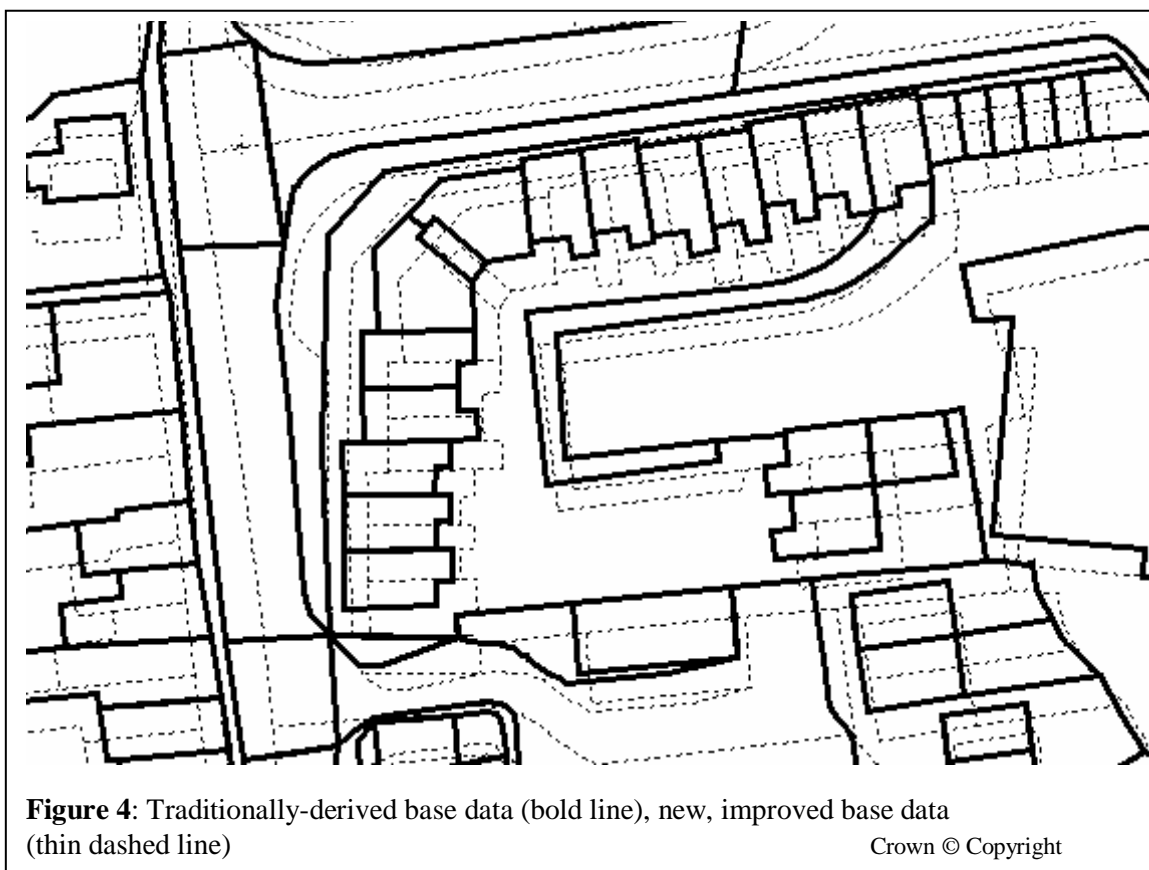 Figure 4: Traditionally-derived base data (bold line), new, improved base data
(thin dashed line) Crown © Copyright